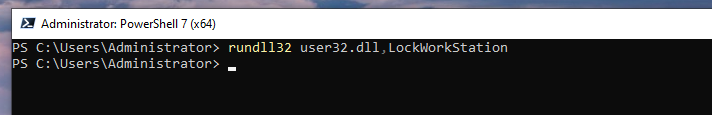 Administrator: PowerShell 7 (x64)
PS C:\Users\Administrator> rundll32 user32.dll,LockWorkStation
PS C:\Users\Administrator>